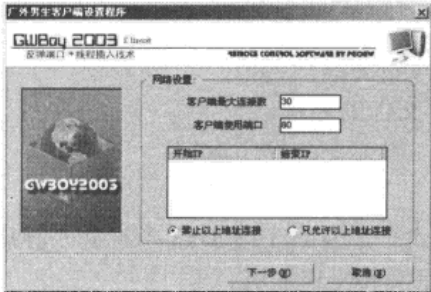 广外男生客户端设置程序
GWBoy 2003
反弹端口 + 线程插入技术
REMOTE CONTROL SOFTWARE BY
网络设置
客户端最大连接数 30
客户端使用端口 80
开始IP 结束IP
GWBOY2003
禁止以上地址连接 只允许以上地址连接
下一步(N) 取消(C)